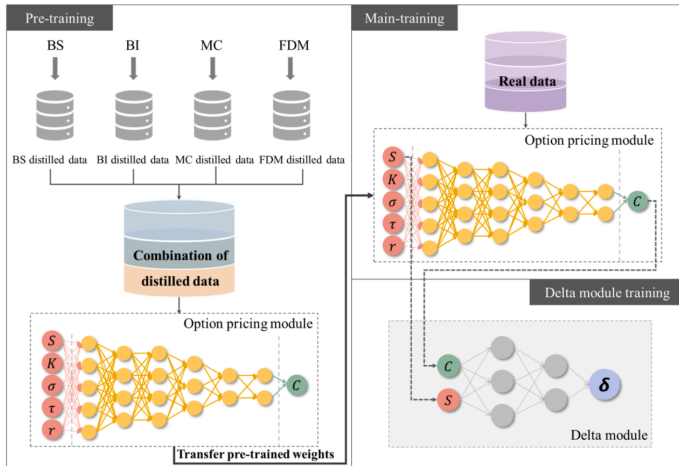 Pre-training
BS BI MC FDM
BS distilled data BI distilled data MC distilled data FDM distilled data
Combination of
distilled data
Option pricing module
S
K
σ
τ
r
C
Transfer pre-trained weights
Main-training
Real data
Option pricing module
S
K
σ
τ
r
C
Delta module training
C
S
δ
Delta module